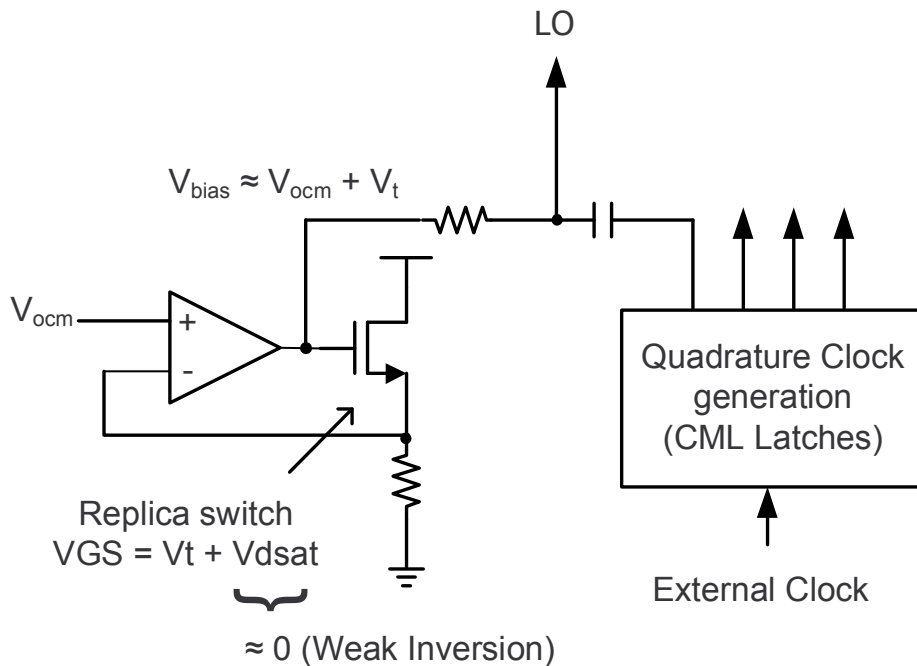 LO
V_bias ≈ V_ocm + V_t
V_ocm
+
-
Quadrature Clock
generation
(CML Latches)
Replica switch
VGS = Vt + Vdsat
External Clock
≈ 0 (Weak Inversion)